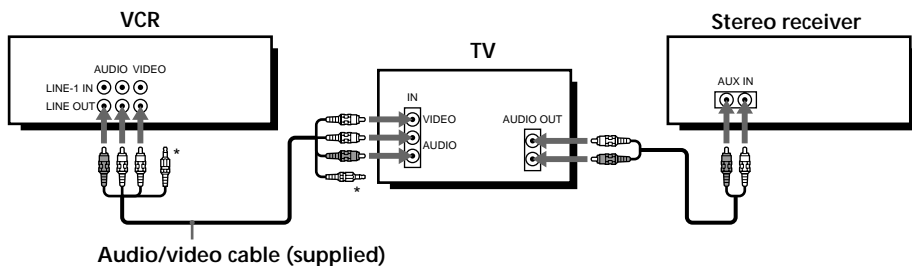 VCR
AUDIO VIDEO
LINE-1 IN
LINE OUT
*
TV
IN
VIDEO
AUDIO
AUDIO OUT
*
Stereo receiver
AUX IN
Audio/video cable (supplied)